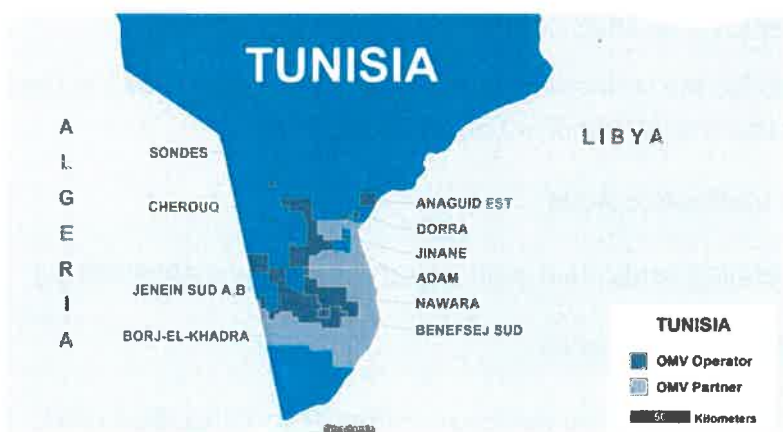 TUNISIA
ALGERIA
LIBYA
SONDES
CHEROUQ
JENEIN SUD A,B
BORJ-EL-KHADRA
ANAGUID EST
DORRA
JINANE
ADAM
NAWARA
BENEFSEJ SUD
TUNISIA
OMV Operator
OMV Partner
50 Kilometers